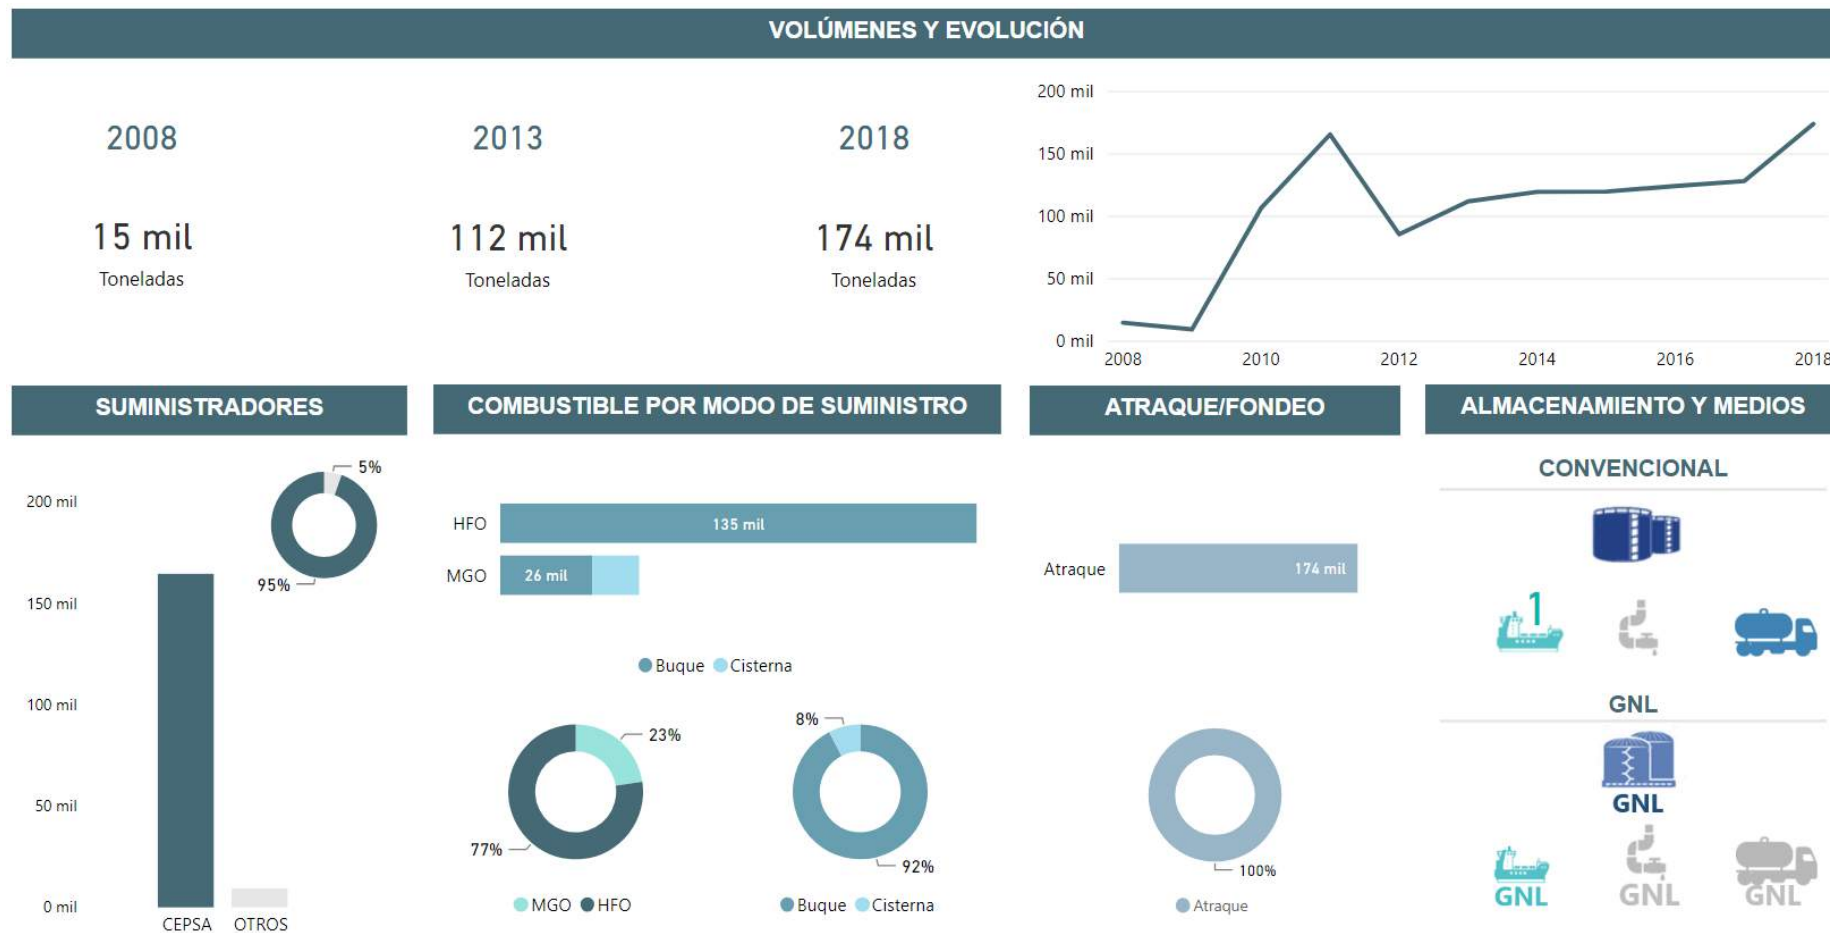 VOLÚMENES Y EVOLUCIÓN
2008
2013
2018
15 mil
112 mil
174 mil
Toneladas
Toneladas
Toneladas
200 mil
150 mil
100 mil
50 mil
0 mil
2008
2010
2012
2014
2016
2018
SUMINISTRADORES
200 mil
150 mil
100 mil
50 mil
0 mil
CEPSA
OTROS
5%
95%
COMBUSTIBLE POR MODO DE SUMINISTRO
HFO
135 mil
MGO
26 mil
Buque
Cisterna
23%
77%
MGO
HFO
8%
92%
Buque
Cisterna
ATRAQUE/FONDEO
Atraque
174 mil
100%
Atraque
ALMACENAMIENTO Y MEDIOS
CONVENCIONAL
1
GNL
GNL
GNL
GNL
GNL